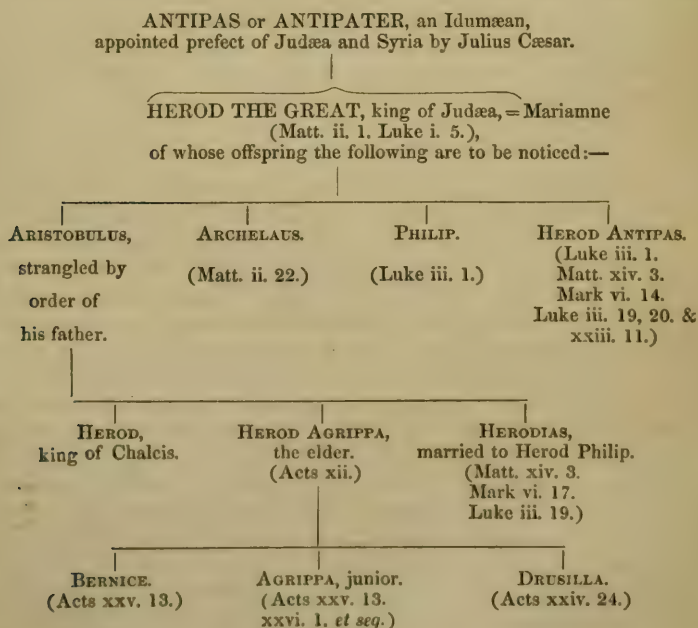 ANTIPAS or ANTIPATER, an Idumæan,
appointed prefect of Judæa and Syria by Julius Cæsar.
HEROD THE GREAT, king of Judæa, = Mariamne
(Matt. ii. 1. Luke i. 5.),
of whose offspring the following are to be noticed:—
ARISTOBULUS,
strangled by
order of
his father.
ARCHELAUS.
(Matt. ii. 22.)
PHILIP.
(Luke iii. 1.)
HEROD ANTIPAS.
(Luke iii. 1.
Matt. xiv. 3.
Mark vi. 14.
Luke iii. 19, 20. &
xxiii. 11.)
HEROD,
king of Chalcis.
HEROD AGRIPPA,
the elder.
(Acts xii.)
HERODIAS,
married to Herod Philip.
(Matt. xiv. 3.
Mark vi. 17.
Luke iii. 19.)
BERNICE.
(Acts xxv. 13.)
AGRIPPA, junior.
(Acts xxv. 13.
xxvi. 1. et seq.)
DRUSILLA.
(Acts xxiv. 24.)